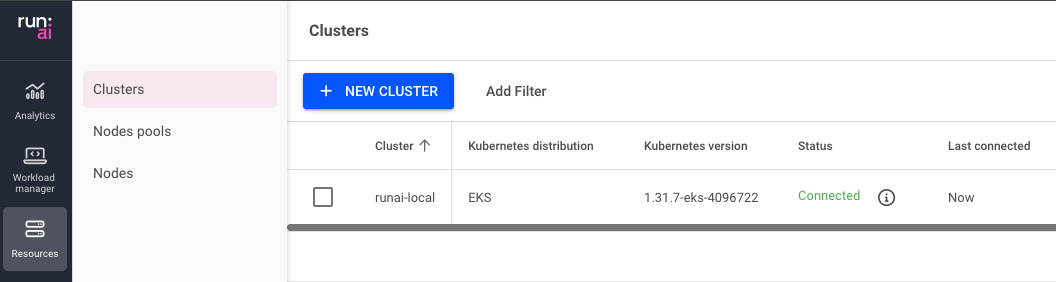 run:
ai
Analytics
Workload
manager
Resources
Clusters
Nodes pools
Nodes
Clusters
+ NEW CLUSTER
Add Filter
Cluster ↑ Kubernetes distribution Kubernetes version Status Last connected
runai-local EKS 1.31.7-eks-4096722 Connected Now